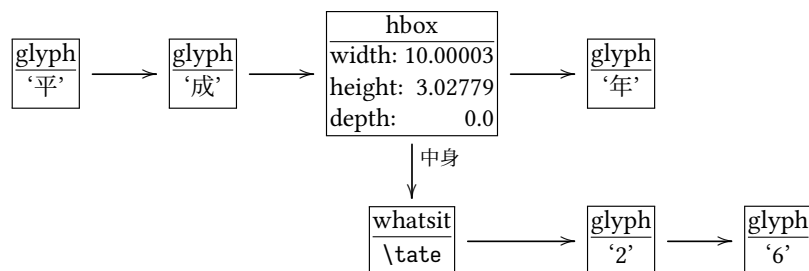 glyph
‘平’
glyph
‘成’
hbox
width: 10.00003
height: 3.02779
depth: 0.0
glyph
‘年’
中身
whatsit
\tate
glyph
‘2’
glyph
‘6’